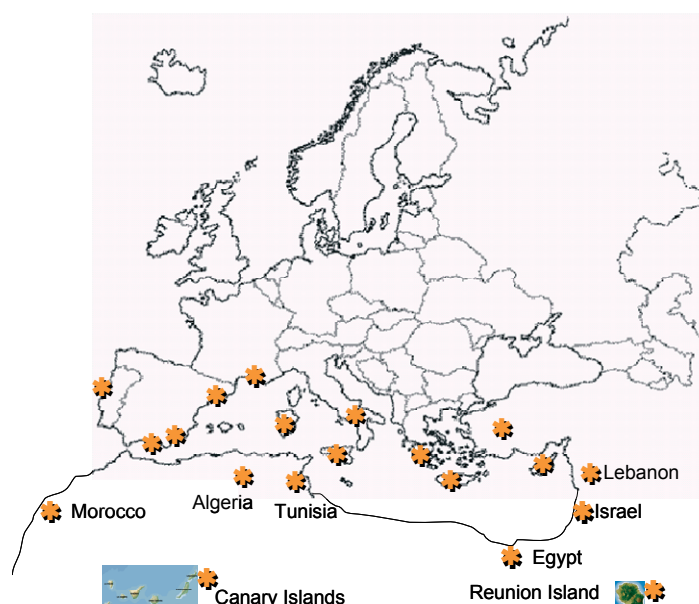 Lebanon
Algeria
Morocco
Tunisia
Israel
Egypt
Reunion Island
Canary Islands